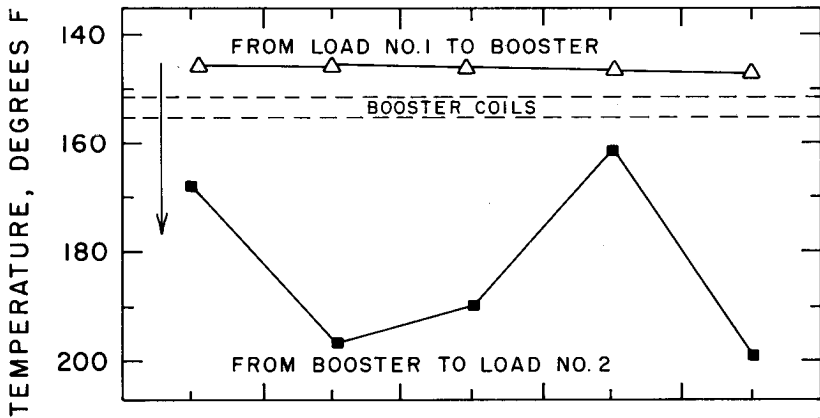 TEMPERATURE, DEGREES F
140
160
180
200
FROM LOAD NO. 1 TO BOOSTER
BOOSTER COILS
FROM BOOSTER TO LOAD NO. 2